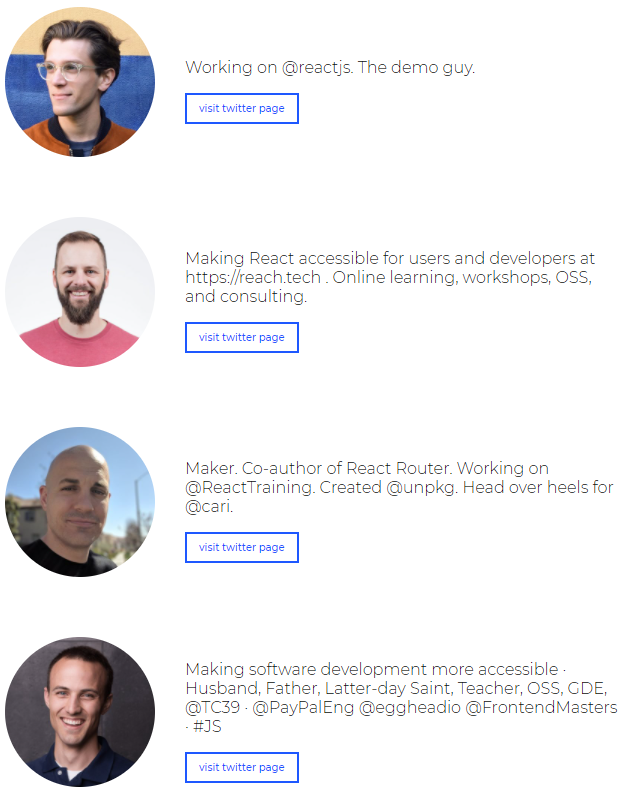 Working on @reactjs. The demo guy.
visit twitter page
Making React accessible for users and developers at
https://reach.tech . Online learning, workshops, OSS,
and consulting.
visit twitter page
Maker. Co-author of React Router. Working on
@ReactTraining. Created @unpkg. Head over heels for
@cari.
visit twitter page
Making software development more accessible ·
Husband, Father, Latter-day Saint, Teacher, OSS, GDE,
@TC39 · @PayPalEng @eggheadio @FrontendMasters
· #JS
visit twitter page